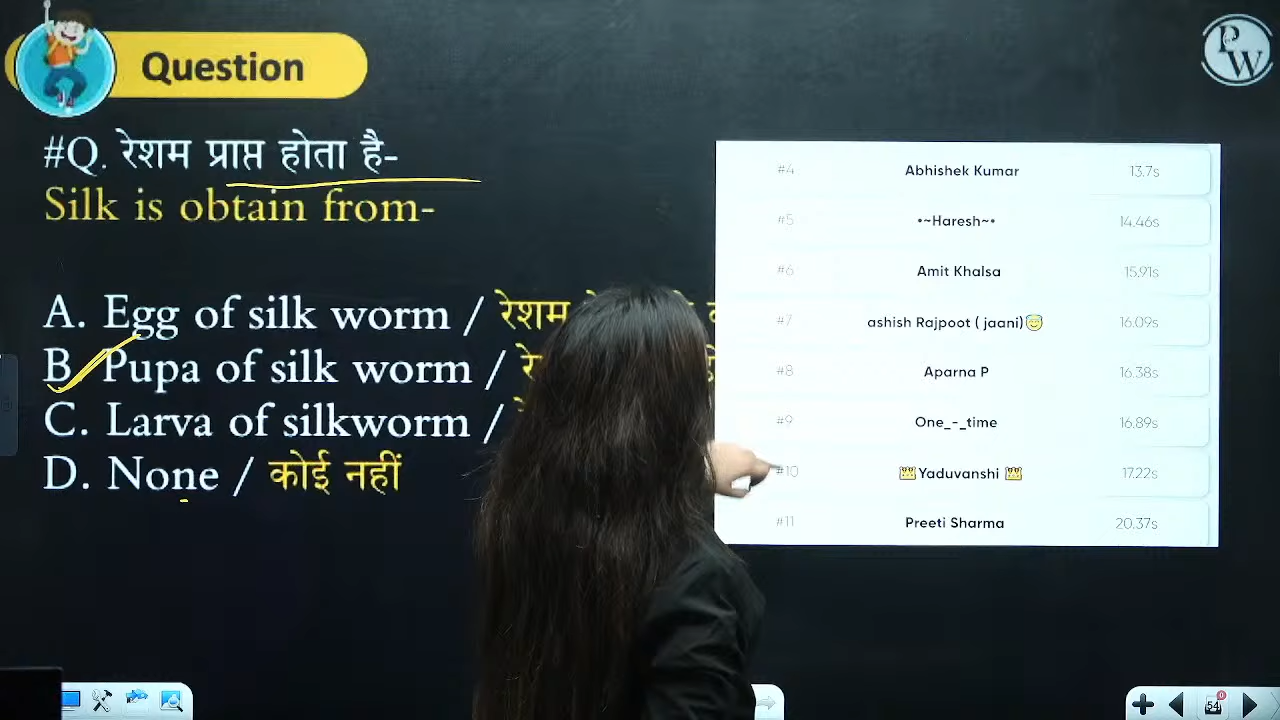 Question
PW
#Q. रेशम प्राप्त होता है-
Silk is obtain from-
A. Egg of silk worm / रेशम
B. Pupa of silk worm /
C. Larva of silkworm /
D. None / कोई नहीं
#4 Abhishek Kumar 13.7s
#5 •~Haresh~• 14.46s
#6 Amit Khalsa 15.91s
#7 ashish Rajpoot ( jaani)😇 16.09s
#8 Aparna P 16.38s
#9 One_-_time 16.89s
#10 👑Yaduvanshi 👑 17.22s
#11 Preeti Sharma 20.37s
54
0